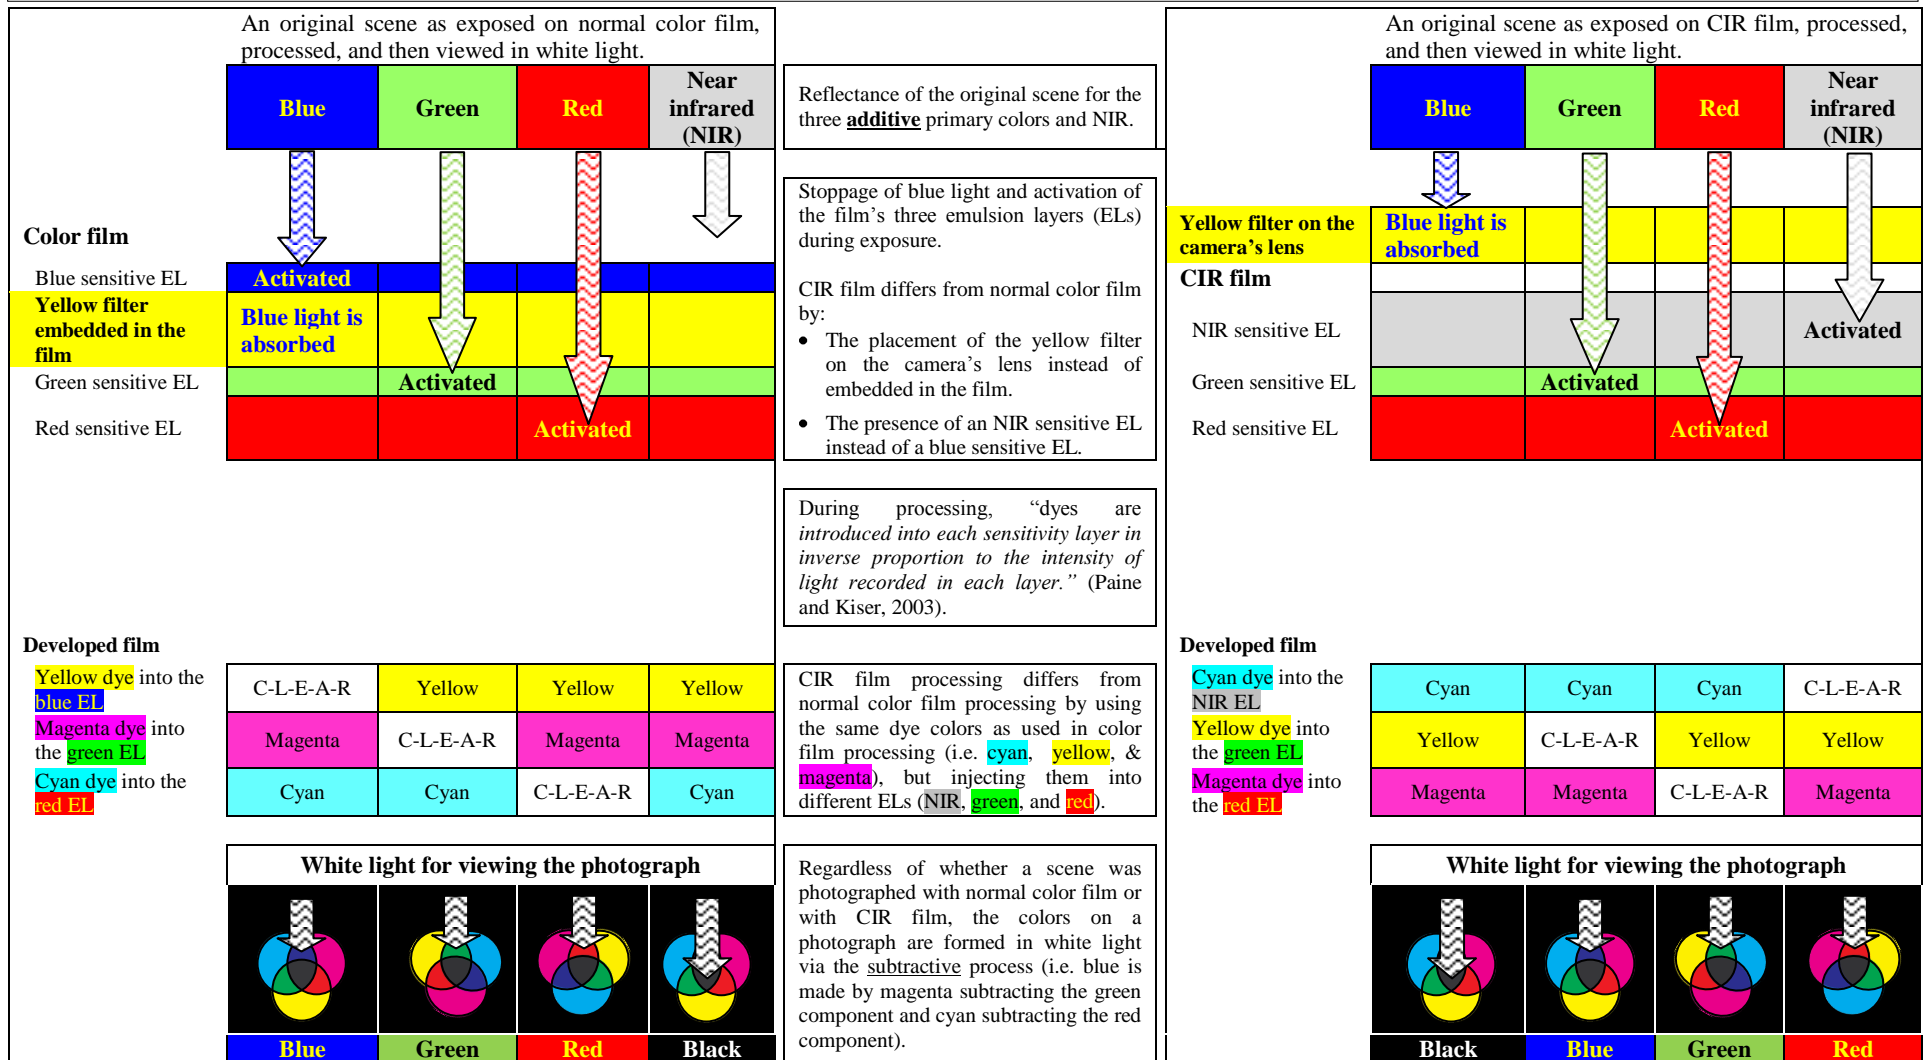 An original scene as exposed on normal color film,
processed, and then viewed in white light.
Blue
Green
Red
Near
infrared
(NIR)
Color film
Blue sensitive EL
Activated
Yellow filter
embedded in the
film
Blue light is
absorbed
Green sensitive EL
Activated
Red sensitive EL
Activated
Developed film
Yellow dye into the
blue EL
C-L-E-A-R
Yellow
Yellow
Yellow
Magenta dye into
the green EL
Magenta
C-L-E-A-R
Magenta
Magenta
Cyan dye into the
red EL
Cyan
Cyan
C-L-E-A-R
Cyan
White light for viewing the photograph
Blue
Green
Red
Black
Reflectance of the original scene for the
three additive primary colors and NIR.
Stoppage of blue light and activation of
the film's three emulsion layers (ELs)
during exposure.
CIR film differs from normal color film
by:
• The placement of the yellow filter
on the camera's lens instead of
embedded in the film.
• The presence of an NIR sensitive EL
instead of a blue sensitive EL.
During processing, "dyes are
introduced into each sensitivity layer in
inverse proportion to the intensity of
light recorded in each layer." (Paine
and Kiser, 2003).
CIR film processing differs from
normal color film processing by using
the same dye colors as used in color
film processing (i.e. cyan, yellow, &
magenta), but injecting them into
different ELs (NIR, green, and red).
Regardless of whether a scene was
photographed with normal color film or
with CIR film, the colors on a
photograph are formed in white light
via the subtractive process (i.e. blue is
made by magenta subtracting the green
component and cyan subtracting the red
component).
An original scene as exposed on CIR film, processed,
and then viewed in white light.
Blue
Green
Red
Near
infrared
(NIR)
Yellow filter on the
camera's lens
Blue light is
absorbed
CIR film
NIR sensitive EL
Activated
Green sensitive EL
Activated
Red sensitive EL
Activated
Developed film
Cyan dye into the
NIR EL
Cyan
Cyan
Cyan
C-L-E-A-R
Yellow dye into
the green EL
Yellow
C-L-E-A-R
Yellow
Yellow
Magenta dye into
the red EL
Magenta
Magenta
C-L-E-A-R
Magenta
White light for viewing the photograph
Black
Blue
Green
Red